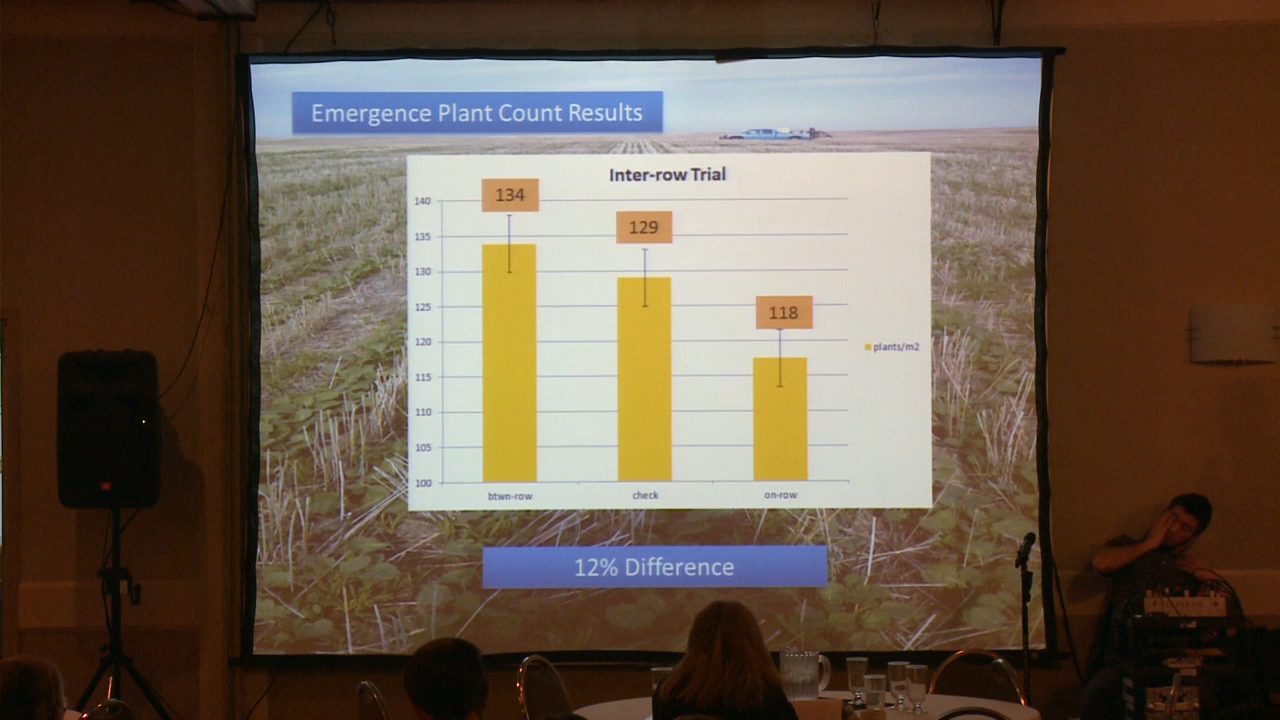 Emergence Plant Count Results
Inter-row Trial
134
129
118
140
135
130
125
120
115
110
105
100
plants/m2
btwn-row
check
on-row
12% Difference